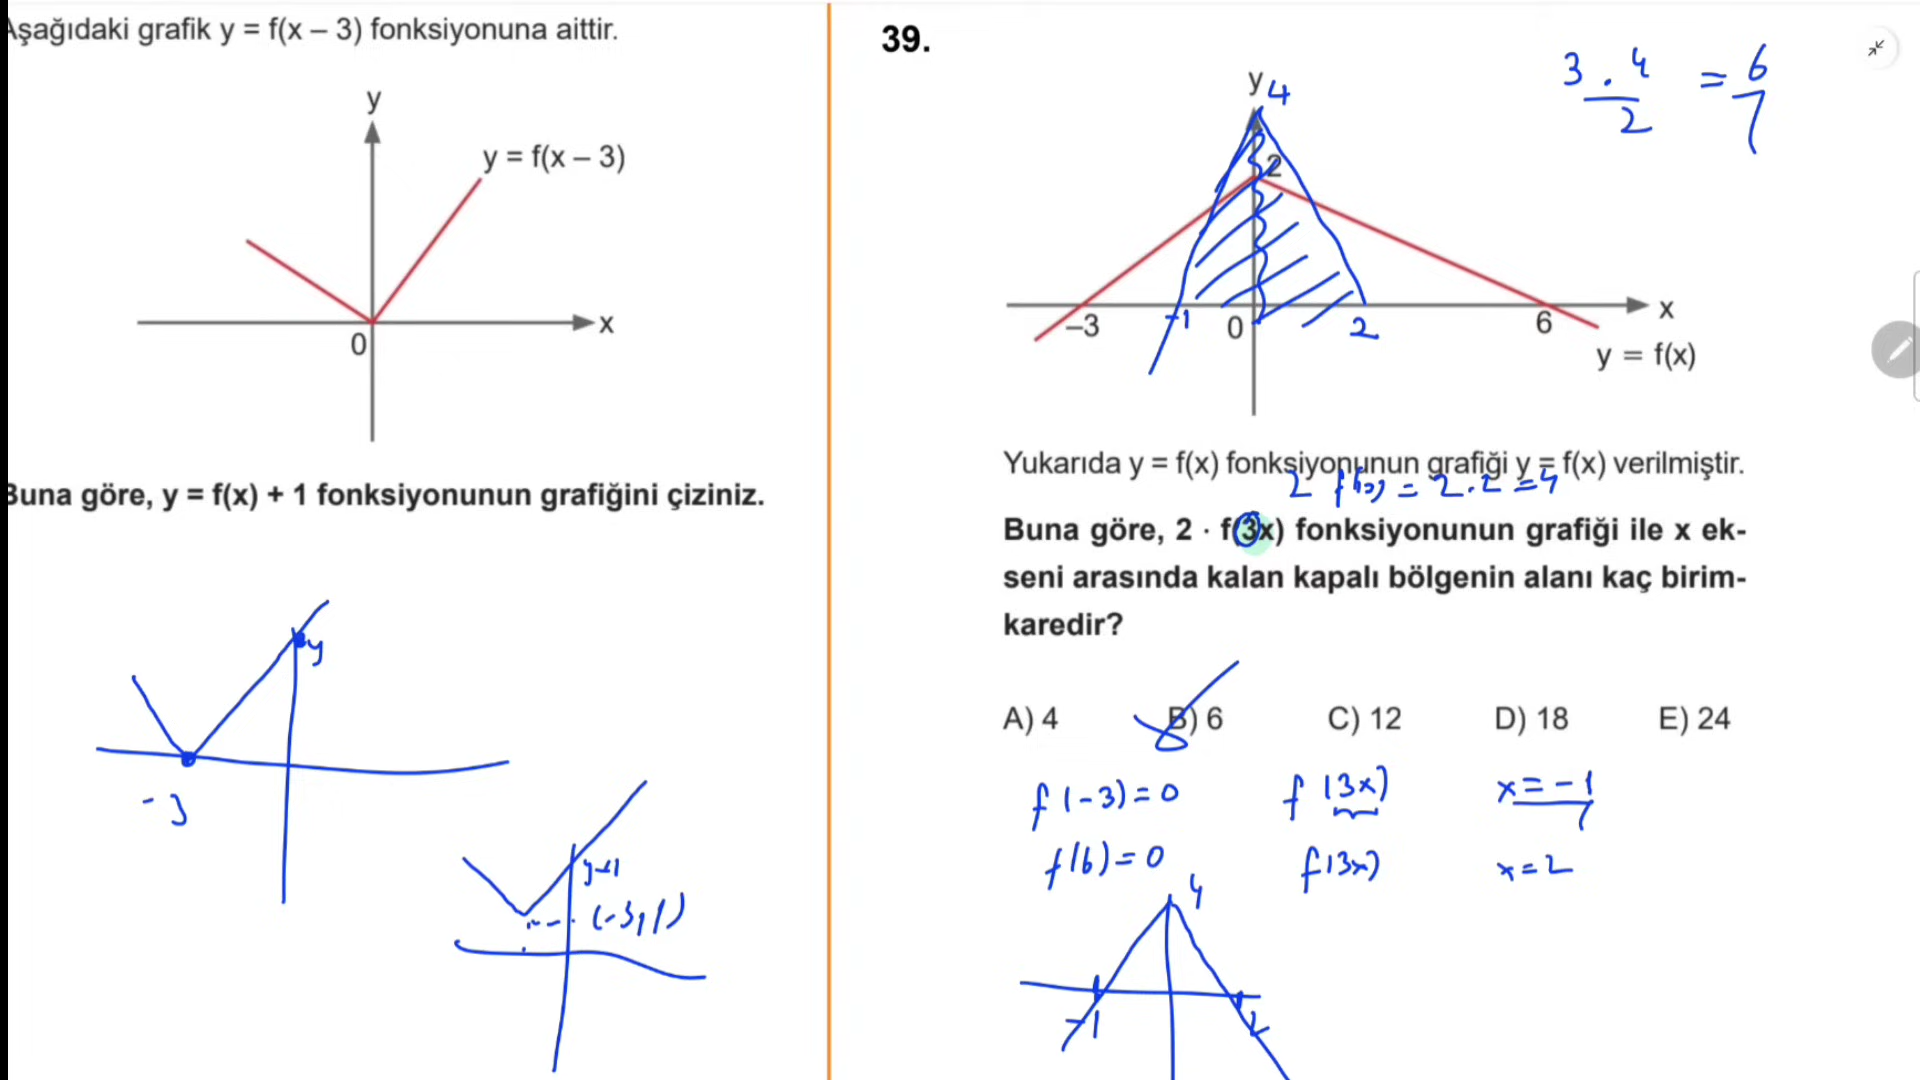 Aşağıdaki grafik y = f(x – 3) fonksiyonuna aittir.
y
y = f(x – 3)
0
x
Buna göre, y = f(x) + 1 fonksiyonunun grafiğini çiziniz.
y
-3
y+1
(-3,1)
39.
3 . 4 = 6
2
y 4
2
-3
-1
0
2
6
x
y = f(x)
Yukarıda y = f(x) fonksiyonunun grafiği y = f(x) verilmiştir.
2 f(0) = 2.2 = 4
Buna göre, 2 · f(3x) fonksiyonunun grafiği ile x ek-
seni arasında kalan kapalı bölgenin alanı kaç birim-
karedir?
A) 4 B) 6 C) 12 D) 18 E) 24
f(-3) = 0 f(3x) x = -1
f(6) = 0 f(3x) x = 2
4
-1
2